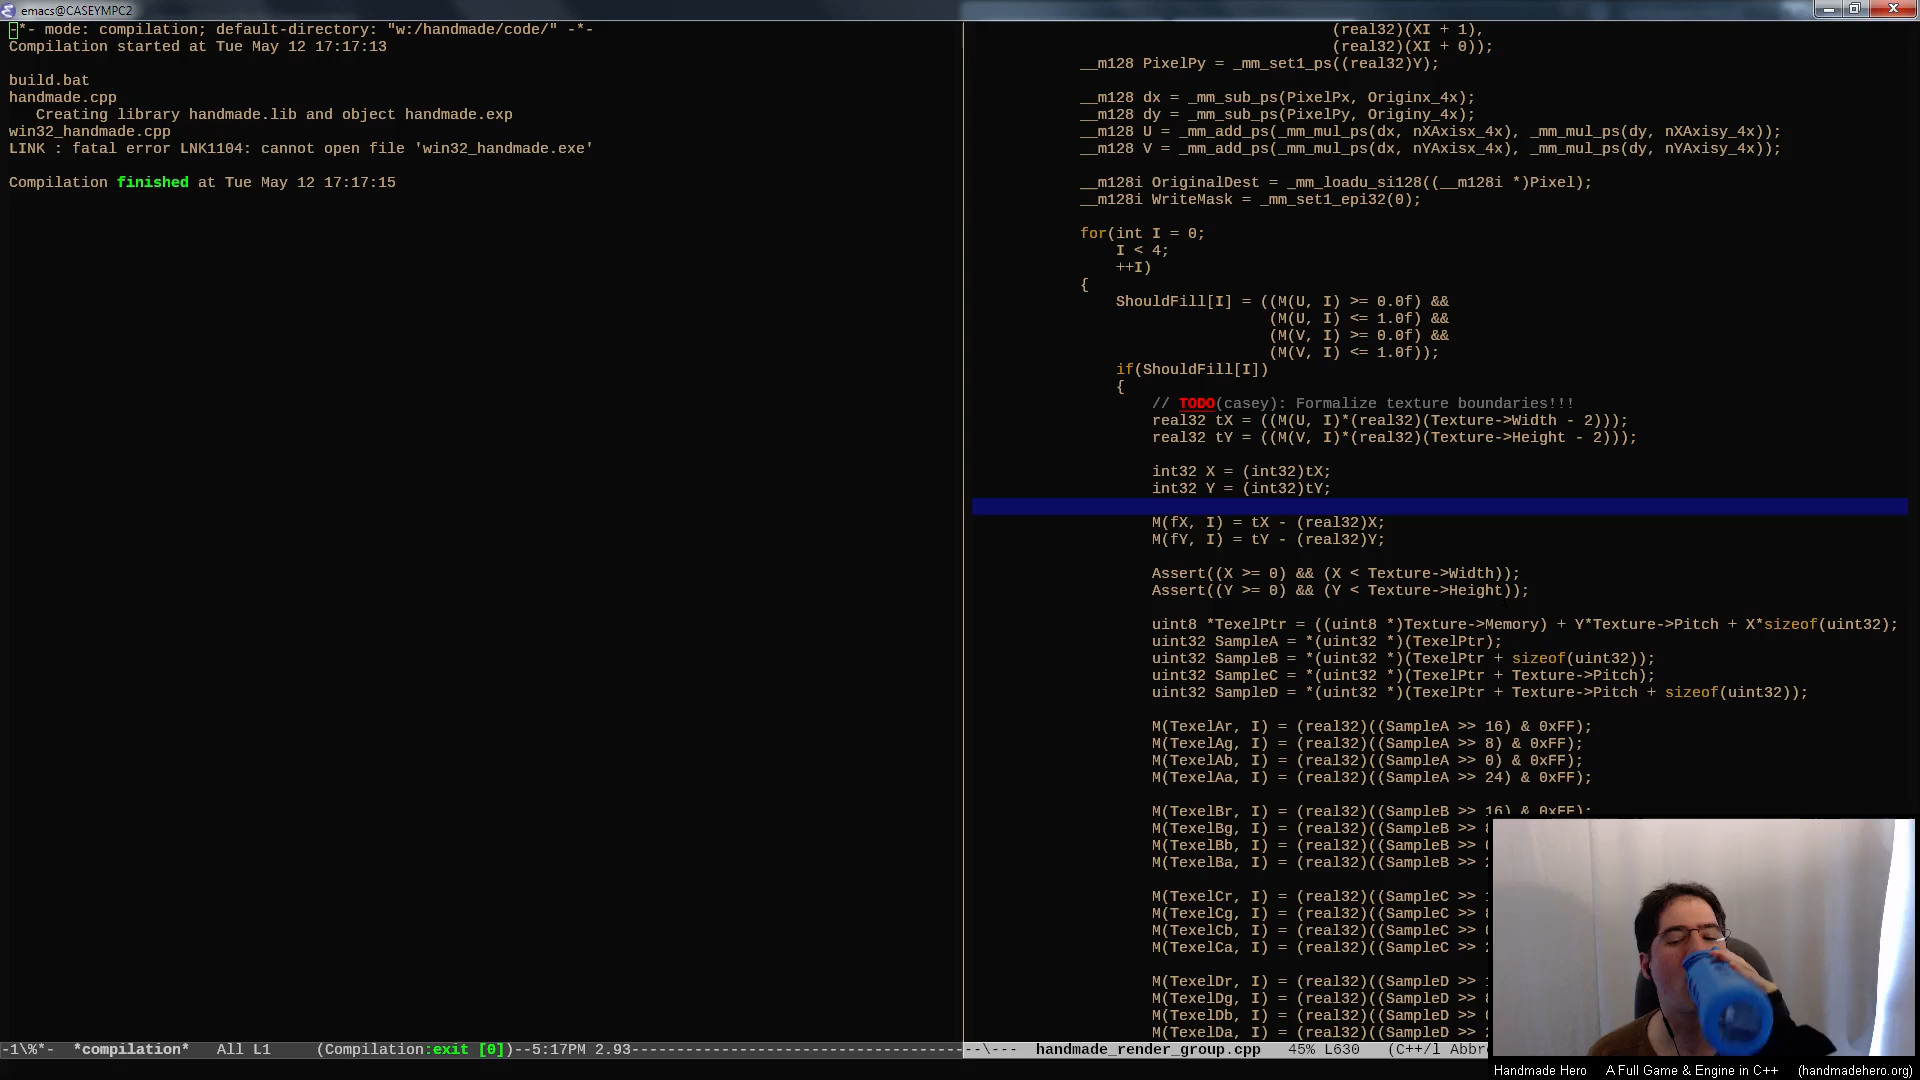 emacs@CASEYMPC2
-*- mode: compilation; default-directory: "w:/handmade/code/" -*-
Compilation started at Tue May 12 17:17:13
build.bat
handmade.cpp
   Creating library handmade.lib and object handmade.exp
win32_handmade.cpp
LINK : fatal error LNK1104: cannot open file 'win32_handmade.exe'
Compilation finished at Tue May 12 17:17:15
-1\%*-  *compilation*   All L1     (Compilation:exit [0])--5:17PM 2.93
(real32)(XI + 1),
(real32)(XI + 0));
__m128 PixelPy = _mm_set1_ps((real32)Y);
__m128 dx = _mm_sub_ps(PixelPx, Originx_4x);
__m128 dy = _mm_sub_ps(PixelPy, Originy_4x);
__m128 U = _mm_add_ps(_mm_mul_ps(dx, nXAxisx_4x), _mm_mul_ps(dy, nXAxisy_4x));
__m128 V = _mm_add_ps(_mm_mul_ps(dx, nYAxisx_4x), _mm_mul_ps(dy, nYAxisy_4x));
__m128i OriginalDest = _mm_loadu_si128((__m128i *)Pixel);
__m128i WriteMask = _mm_set1_epi32(0);
for(int I = 0;
I < 4;
++I)
{
ShouldFill[I] = ((M(U, I) >= 0.0f) &&
(M(U, I) <= 1.0f) &&
(M(V, I) >= 0.0f) &&
(M(V, I) <= 1.0f));
if(ShouldFill[I])
{
// TODO(casey): Formalize texture boundaries!!!
real32 tX = ((M(U, I)*(real32)(Texture->Width - 2)));
real32 tY = ((M(V, I)*(real32)(Texture->Height - 2)));
int32 X = (int32)tX;
int32 Y = (int32)tY;
M(fX, I) = tX - (real32)X;
M(fY, I) = tY - (real32)Y;
Assert((X >= 0) && (X < Texture->Width));
Assert((Y >= 0) && (Y < Texture->Height));
uint8 *TexelPtr = ((uint8 *)Texture->Memory) + Y*Texture->Pitch + X*sizeof(uint32);
uint32 SampleA = *(uint32 *)(TexelPtr);
uint32 SampleB = *(uint32 *)(TexelPtr + sizeof(uint32));
uint32 SampleC = *(uint32 *)(TexelPtr + Texture->Pitch);
uint32 SampleD = *(uint32 *)(TexelPtr + Texture->Pitch + sizeof(uint32));
M(TexelAr, I) = (real32)((SampleA >> 16) & 0xFF);
M(TexelAg, I) = (real32)((SampleA >> 8) & 0xFF);
M(TexelAb, I) = (real32)((SampleA >> 0) & 0xFF);
M(TexelAa, I) = (real32)((SampleA >> 24) & 0xFF);
M(TexelBr, I) = (real32)((SampleB >> 16) & 0xFF);
M(TexelBg, I) = (real32)((SampleB >>
M(TexelBb, I) = (real32)((SampleB >>
M(TexelBa, I) = (real32)((SampleB >>
M(TexelCr, I) = (real32)((SampleC >>
M(TexelCg, I) = (real32)((SampleC >>
M(TexelCb, I) = (real32)((SampleC >>
M(TexelCa, I) = (real32)((SampleC >>
M(TexelDr, I) = (real32)((SampleD >>
M(TexelDg, I) = (real32)((SampleD >>
M(TexelDb, I) = (real32)((SampleD >>
M(TexelDa, I) = (real32)((SampleD >>
--\---  handmade_render_group.cpp   45% L630   (C++/l Abbr
Handmade Hero   A Full Game & Engine in C++   (handmadehero.org)